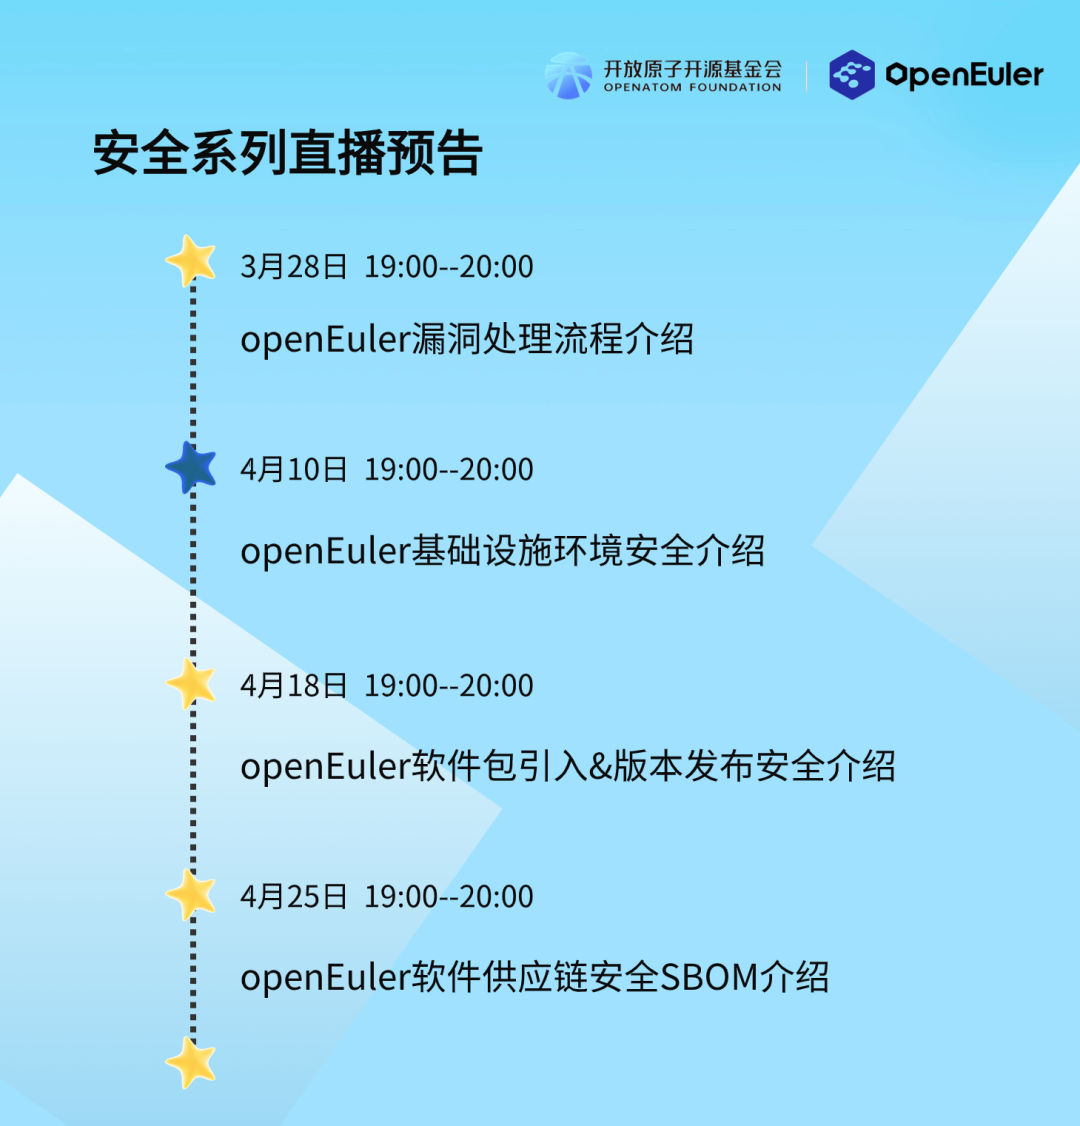 开放原子开源基金会
OPENATOM FOUNDATION
OpenEuler
安全系列直播预告
3月28日 19:00--20:00
openEuler漏洞处理流程介绍
4月10日 19:00--20:00
openEuler基础设施环境安全介绍
4月18日 19:00--20:00
openEuler软件包引入&版本发布安全介绍
4月25日 19:00--20:00
openEuler软件供应链安全SBOM介绍